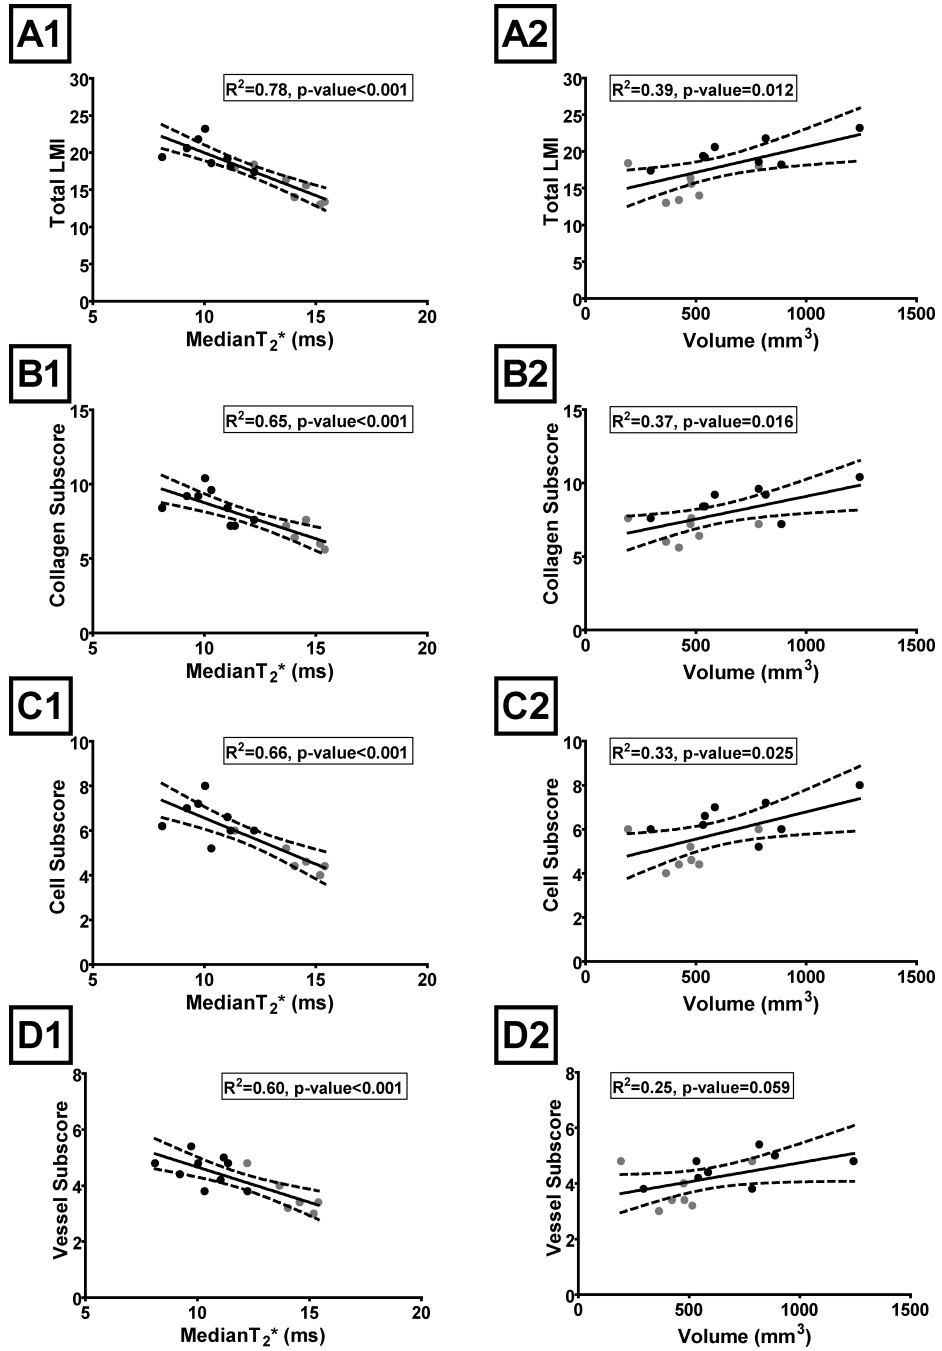 A1
R²=0.78, p-value<0.001
Total LMI
30
25
20
15
10
5
0
5 10 15 20
MedianT₂* (ms)
A2
R²=0.39, p-value=0.012
Total LMI
30
25
20
15
10
5
0
0 500 1000 1500
Volume (mm³)
B1
R²=0.65, p-value<0.001
Collagen Subscore
15
10
5
0
5 10 15 20
MedianT₂* (ms)
B2
R²=0.37, p-value=0.016
Collagen Subscore
15
10
5
0
0 500 1000 1500
Volume (mm³)
C1
R²=0.66, p-value<0.001
Cell Subscore
10
8
6
4
2
0
5 10 15 20
MedianT₂* (ms)
C2
R²=0.33, p-value=0.025
Cell Subscore
10
8
6
4
2
0
0 500 1000 1500
Volume (mm³)
D1
R²=0.60, p-value<0.001
Vessel Subscore
8
6
4
2
0
5 10 15 20
MedianT₂* (ms)
D2
R²=0.25, p-value=0.059
Vessel Subscore
8
6
4
2
0
0 500 1000 1500
Volume (mm³)